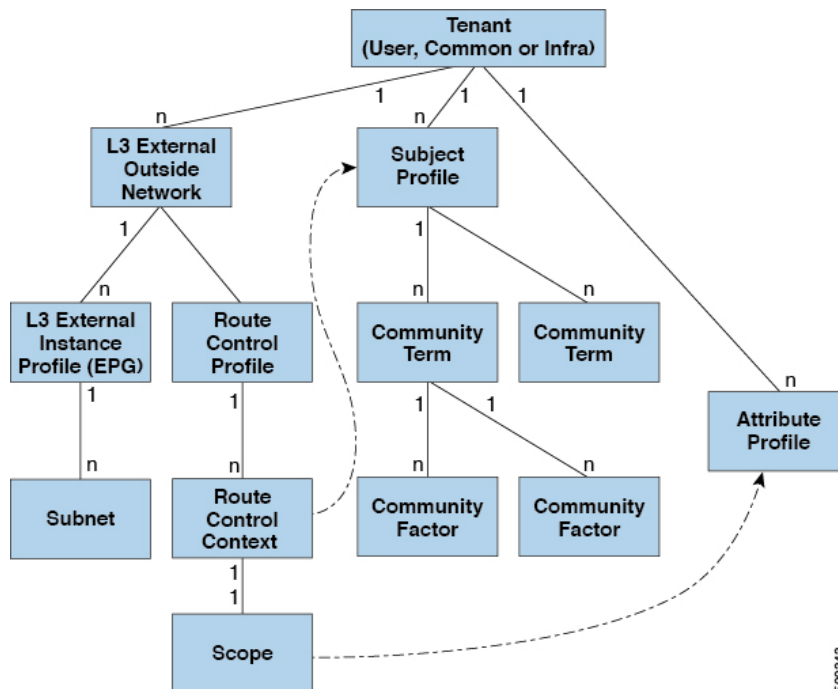 Tenant
(User, Common or Infra)
1
1
1
n
n
L3 External
Outside
Network
Subject
Profile
1
1
n
n
n
L3 External
Instance
Profile (EPG)
Route
Control
Profile
Community
Term
Community
Term
n
Attribute
Profile
1
1
1
1
n
n
n
n
Subnet
Route
Control
Context
Community
Factor
Community
Factor
1
1
Scope